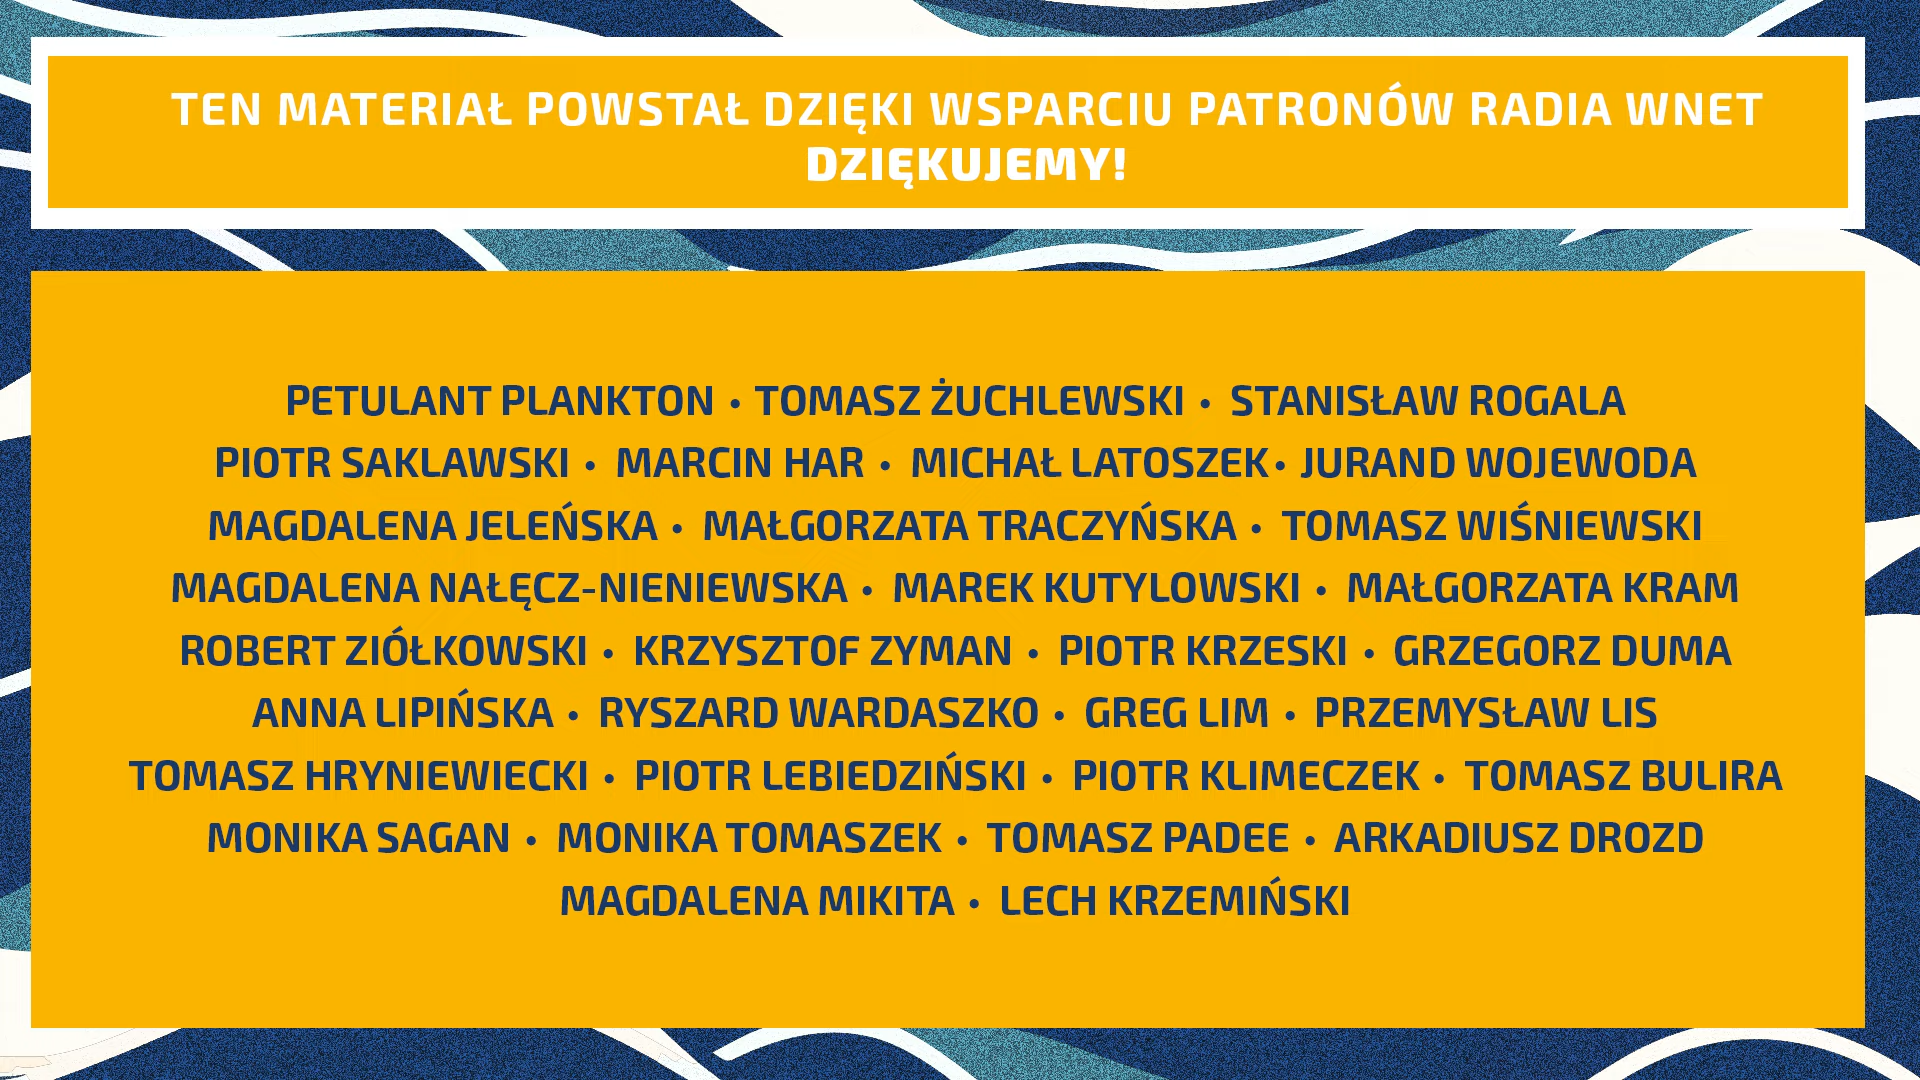 TEN MATERIAŁ POWSTAŁ DZIĘKI WSPARCIU PATRONÓW RADIA WNET
DZIĘKUJEMY!
PETULANT PLANKTON • TOMASZ ŻUCHLEWSKI • STANISŁAW ROGALA
PIOTR SAKLAWSKI • MARCIN HAR • MICHAŁ LATOSZEK • JURAND WOJEWODA
MAGDALENA JELEŃSKA • MAŁGORZATA TRACZYŃSKA • TOMASZ WIŚNIEWSKI
MAGDALENA NAŁĘCZ-NIENIEWSKA • MAREK KUTYLOWSKI • MAŁGORZATA KRAM
ROBERT ZIÓŁKOWSKI • KRZYSZTOF ZYMAN • PIOTR KRZESKI • GRZEGORZ DUMA
ANNA LIPIŃSKA • RYSZARD WARDASZKO • GREG LIM • PRZEMYSŁAW LIS
TOMASZ HRYNIEWIECKI • PIOTR LEBIEDZIŃSKI • PIOTR KLIMECZEK • TOMASZ BULIRA
MONIKA SAGAN • MONIKA TOMASZEK • TOMASZ PADEE • ARKADIUSZ DROZD
MAGDALENA MIKITA • LECH KRZEMIŃSKI